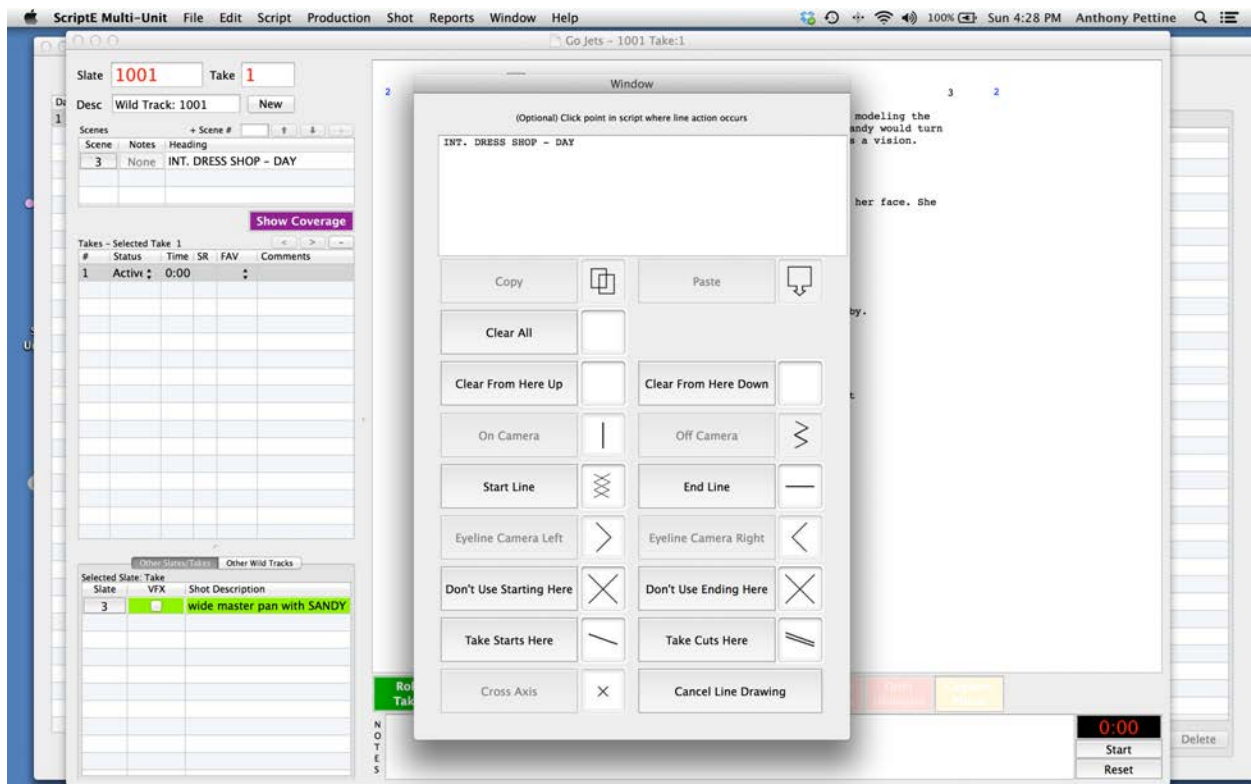 ScriptE Multi-Unit File Edit Script Production Shot Reports Window Help 100% Sun 4:28 PM Anthony Pettine
Go Jets – 1001 Take:1
Slate 1001 Take 1
Desc Wild Track: 1001 New
Scenes + Scene #
Scene Notes Heading
3 None INT. DRESS SHOP – DAY
Show Coverage
Takes – Selected Take 1 < > -
# Status Time SR FAV Comments
1 Active 0:00
Other Slates/Takes Other Wild Tracks
Selected Slate: Take
Slate VFX Shot Description
3 wide master pan with SANDY
2 3 2
modeling the
andy would turn
s a vision.
her face. She
by.
Window
(Optional) Click point in script where line action occurs
INT. DRESS SHOP - DAY
Copy Paste
Clear All
Clear From Here Up Clear From Here Down
On Camera Off Camera
Start Line End Line
Eyeline Camera Left Eyeline Camera Right
Don't Use Starting Here Don't Use Ending Here
Take Starts Here Take Cuts Here
Cross Axis Cancel Line Drawing
Rol
Tak
NOTES
0:00
Start
Reset
Delete